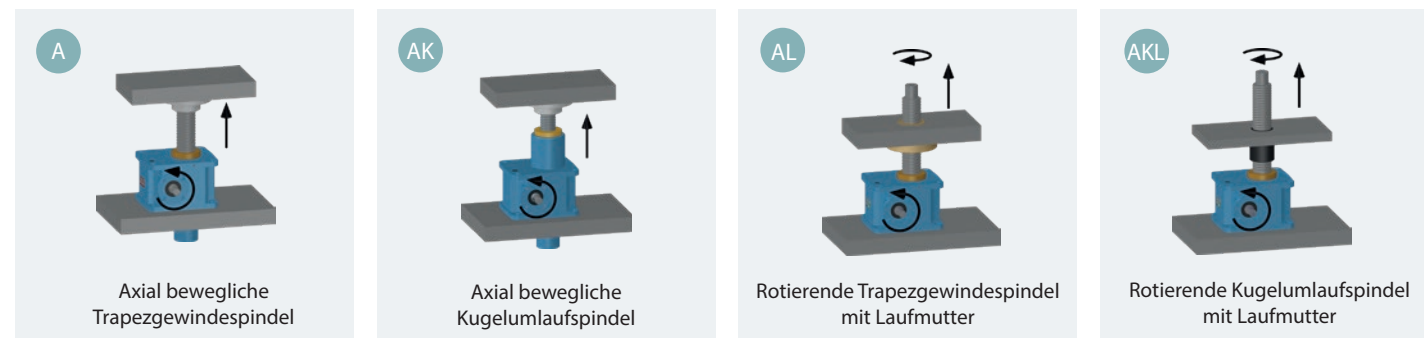 A
Axial bewegliche
Trapezgewindespindel
AK
Axial bewegliche
Kugelumlaufspindel
AL
Rotierende Trapezgewindespindel
mit Laufmutter
AKL
Rotierende Kugelumlaufspindel
mit Laufmutter